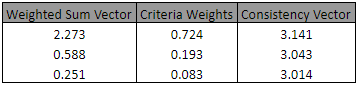 Weighted Sum Vector Criteria Weights Consistency Vector
2.273 0.724 3.141
0.588 0.193 3.043
0.251 0.083 3.014